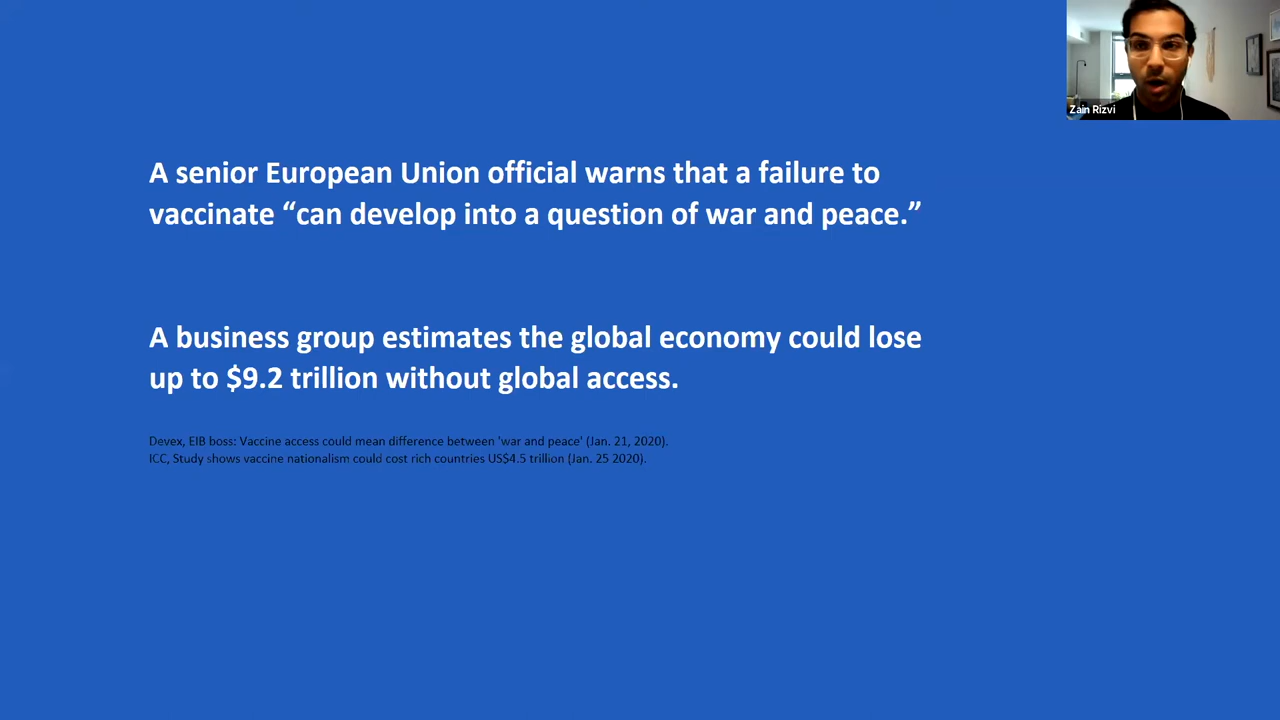 Zain Rizvi
A senior European Union official warns that a failure to
vaccinate “can develop into a question of war and peace.”
A business group estimates the global economy could lose
up to $9.2 trillion without global access.
Devex, EIB boss: Vaccine access could mean difference between 'war and peace' (Jan. 21, 2020).
ICC, Study shows vaccine nationalism could cost rich countries US$4.5 trillion (Jan. 25 2020).